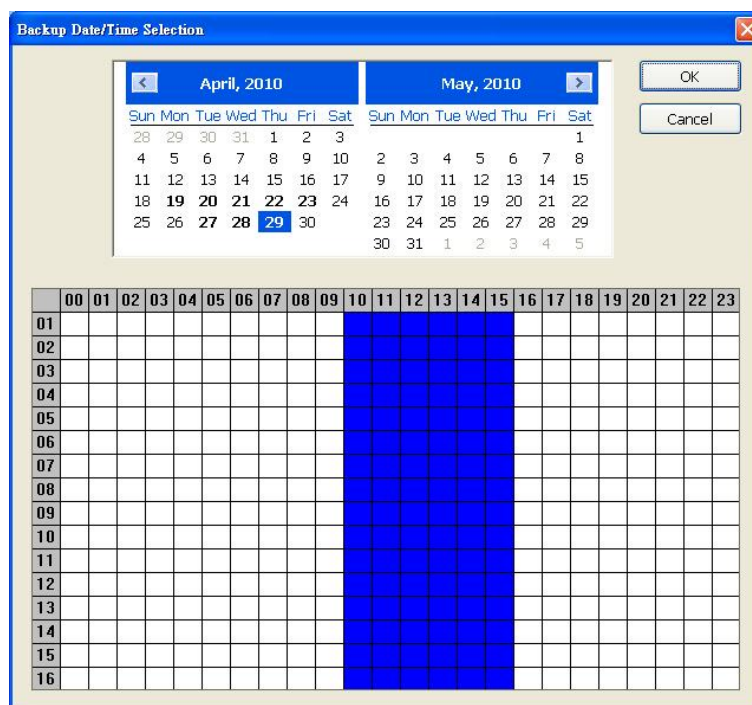 Backup Date/Time Selection
April, 2010
Sun Mon Tue Wed Thu Fri Sat
28 29 30 31 1 2 3
4 5 6 7 8 9 10
11 12 13 14 15 16 17
18 19 20 21 22 23 24
25 26 27 28 29 30
May, 2010
Sun Mon Tue Wed Thu Fri Sat
1
2 3 4 5 6 7 8
9 10 11 12 13 14 15
16 17 18 19 20 21 22
23 24 25 26 27 28 29
30 31 1 2 3 4 5
OK
Cancel
00 01 02 03 04 05 06 07 08 09 10 11 12 13 14 15 16 17 18 19 20 21 22 23
01
02
03
04
05
06
07
08
09
10
11
12
13
14
15
16